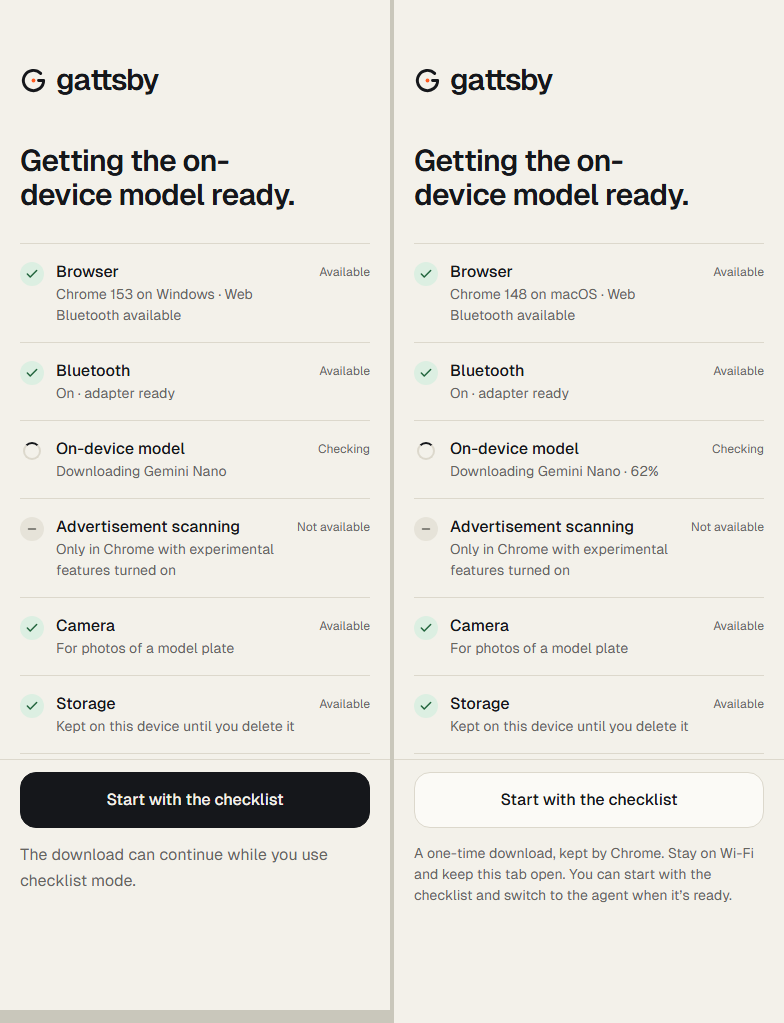 gattsby
Getting the on-
device model ready.
Browser
Available
Chrome 153 on Windows · Web
Bluetooth available
Bluetooth
Available
On · adapter ready
On-device model
Checking
Downloading Gemini Nano
Advertisement scanning
Not available
Only in Chrome with experimental
features turned on
Camera
Available
For photos of a model plate
Storage
Available
Kept on this device until you delete it
Start with the checklist
The download can continue while you use
checklist mode.
gattsby
Getting the on-
device model ready.
Browser
Available
Chrome 148 on macOS · Web
Bluetooth available
Bluetooth
Available
On · adapter ready
On-device model
Checking
Downloading Gemini Nano · 62%
Advertisement scanning
Not available
Only in Chrome with experimental
features turned on
Camera
Available
For photos of a model plate
Storage
Available
Kept on this device until you delete it
Start with the checklist
A one-time download, kept by Chrome. Stay on Wi-Fi
and keep this tab open. You can start with the
checklist and switch to the agent when it’s ready.